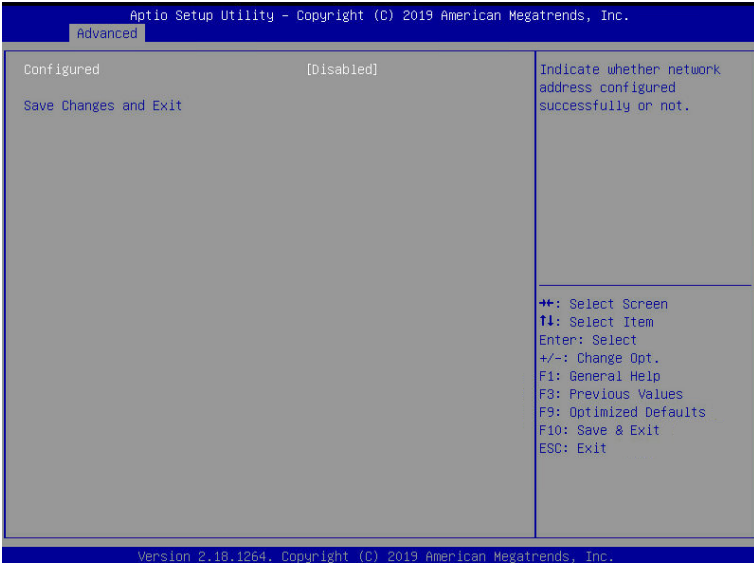 Aptio Setup Utility – Copyright (C) 2019 American Megatrends, Inc.
Advanced
Configured [Disabled]
Save Changes and Exit
Indicate whether network
address configured
successfully or not.
→←: Select Screen
↑↓: Select Item
Enter: Select
+/-: Change Opt.
F1: General Help
F3: Previous Values
F9: Optimized Defaults
F10: Save & Exit
ESC: Exit
Version 2.18.1264. Copyright (C) 2019 American Megatrends, Inc.